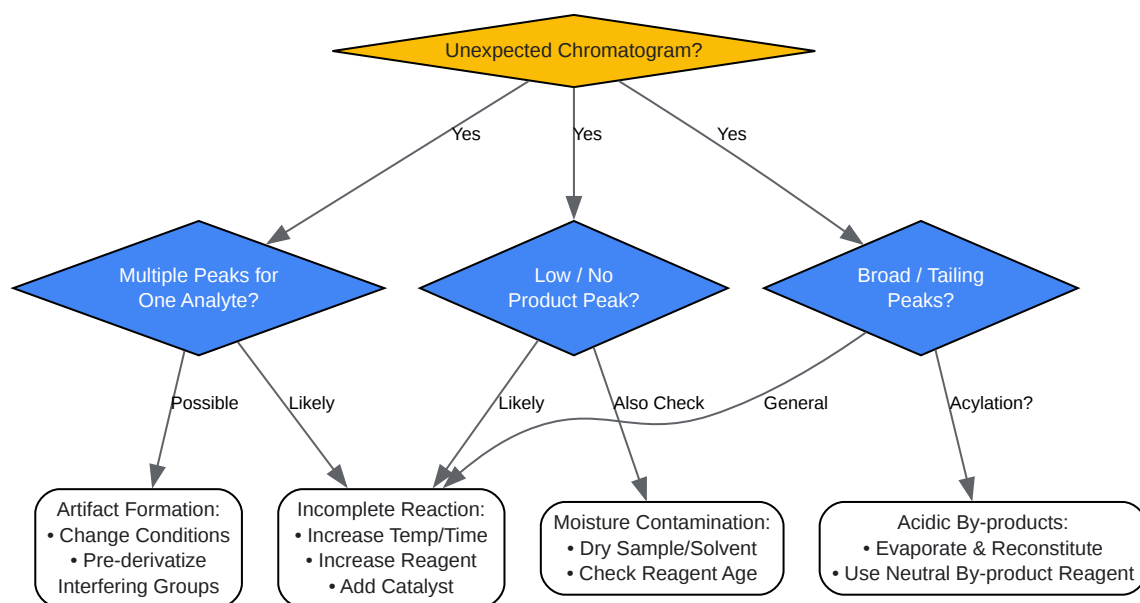 Unexpected Chromatogram?
Yes
Yes
Yes
Multiple Peaks for
One Analyte?
Low / No
Product Peak?
Broad / Tailing
Peaks?
Possible
Likely
Likely
Also Check
General
Acylation?
Artifact Formation:
• Change Conditions
• Pre-derivatize
Interfering Groups
Incomplete Reaction:
• Increase Temp/Time
• Increase Reagent
• Add Catalyst
Moisture Contamination:
• Dry Sample/Solvent
• Check Reagent Age
Acidic By-products:
• Evaporate & Reconstitute
• Use Neutral By-product Reagent